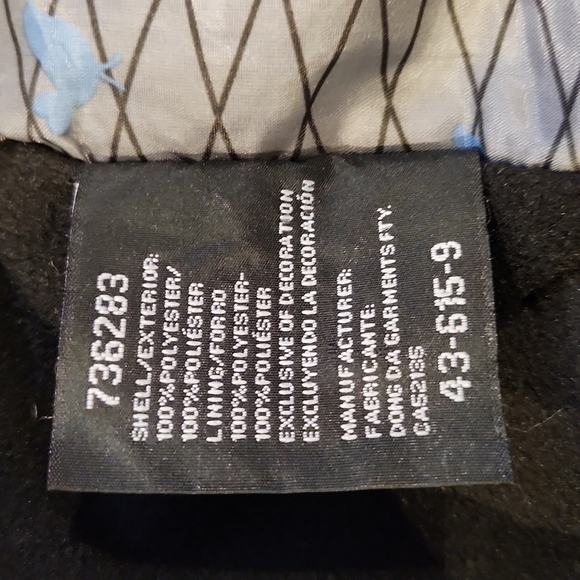 736283
SHELL/EXTERIOR:
100%POLYESTER/
100%POLIÉSTER
LINING/FORRO
100%POLYESTER-
100%POLIÉSTER
EXCLUSIVE OF DECORATION
EXCLUYENDO LA DECORACIÓN
MANUFACTURER:
FABRICANTE:
DONG DA GARMENTS FTY.
CA52135
43-615-9